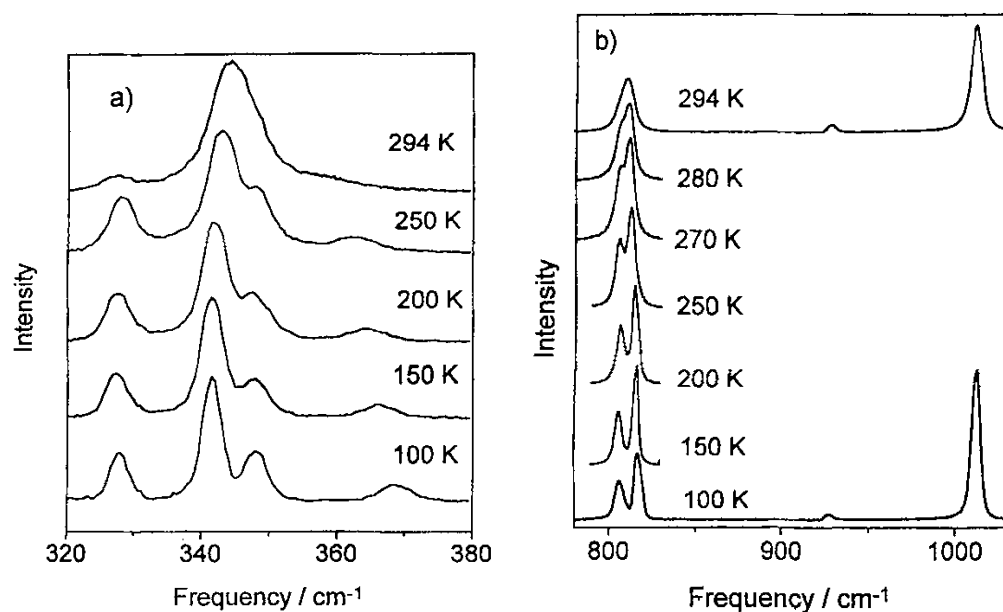 a)
294 K
250 K
200 K
150 K
100 K
Intensity
320 340 360 380
Frequency / cm-1
b)
294 K
280 K
270 K
250 K
200 K
150 K
100 K
Intensity
800 900 1000
Frequency / cm-1